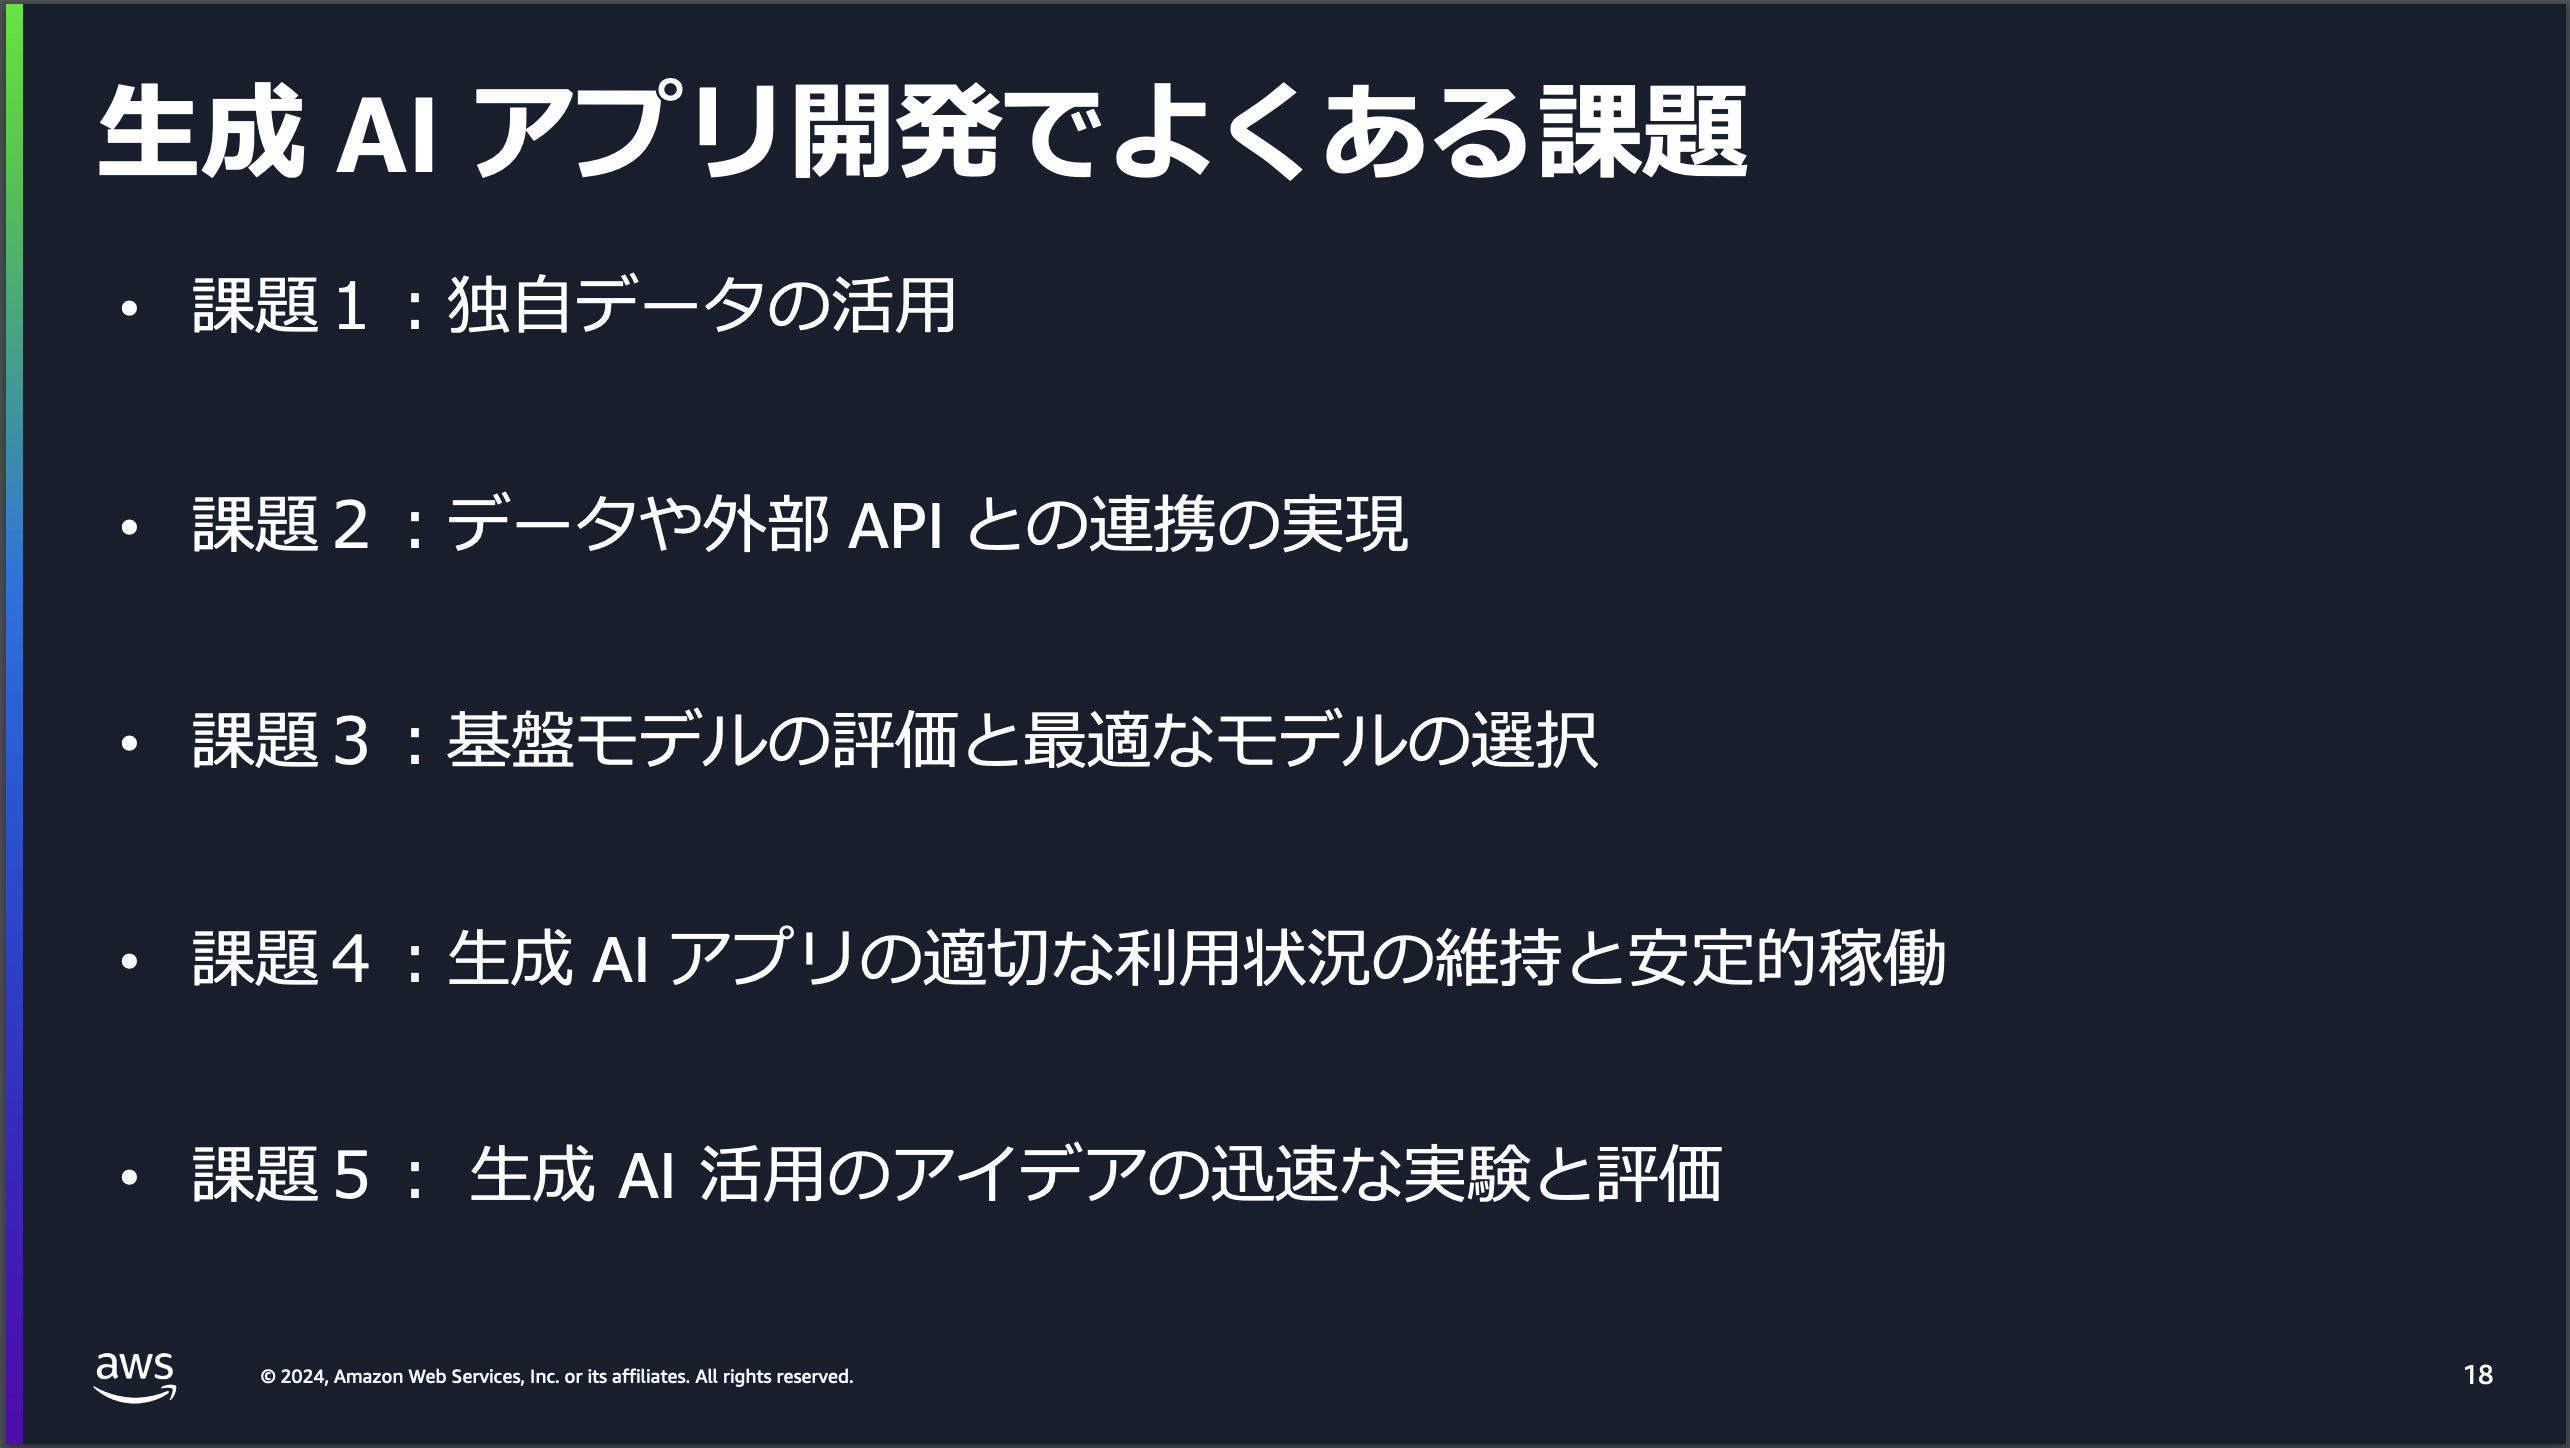 生成 AI アプリ開発でよくある課題
• 課題１：独自データの活用
• 課題２：データや外部 API との連携の実現
• 課題３：基盤モデルの評価と最適なモデルの選択
• 課題４：生成 AI アプリの適切な利用状況の維持と安定的稼働
• 課題５： 生成 AI 活用のアイデアの迅速な実験と評価
aws
© 2024, Amazon Web Services, Inc. or its affiliates. All rights reserved.
18